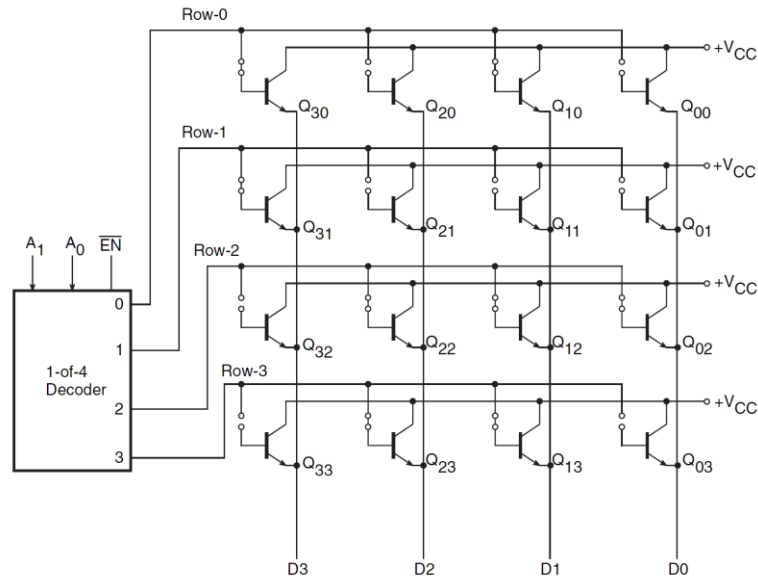 Row-0
+VCC
Q30 Q20 Q10 Q00
Row-1
+VCC
Q31 Q21 Q11 Q01
A1 A0 EN
Row-2
+VCC
0
Q32 Q22 Q12 Q02
1
1-of-4
Decoder
Row-3
+VCC
2
3
Q33 Q23 Q13 Q03
D3 D2 D1 D0